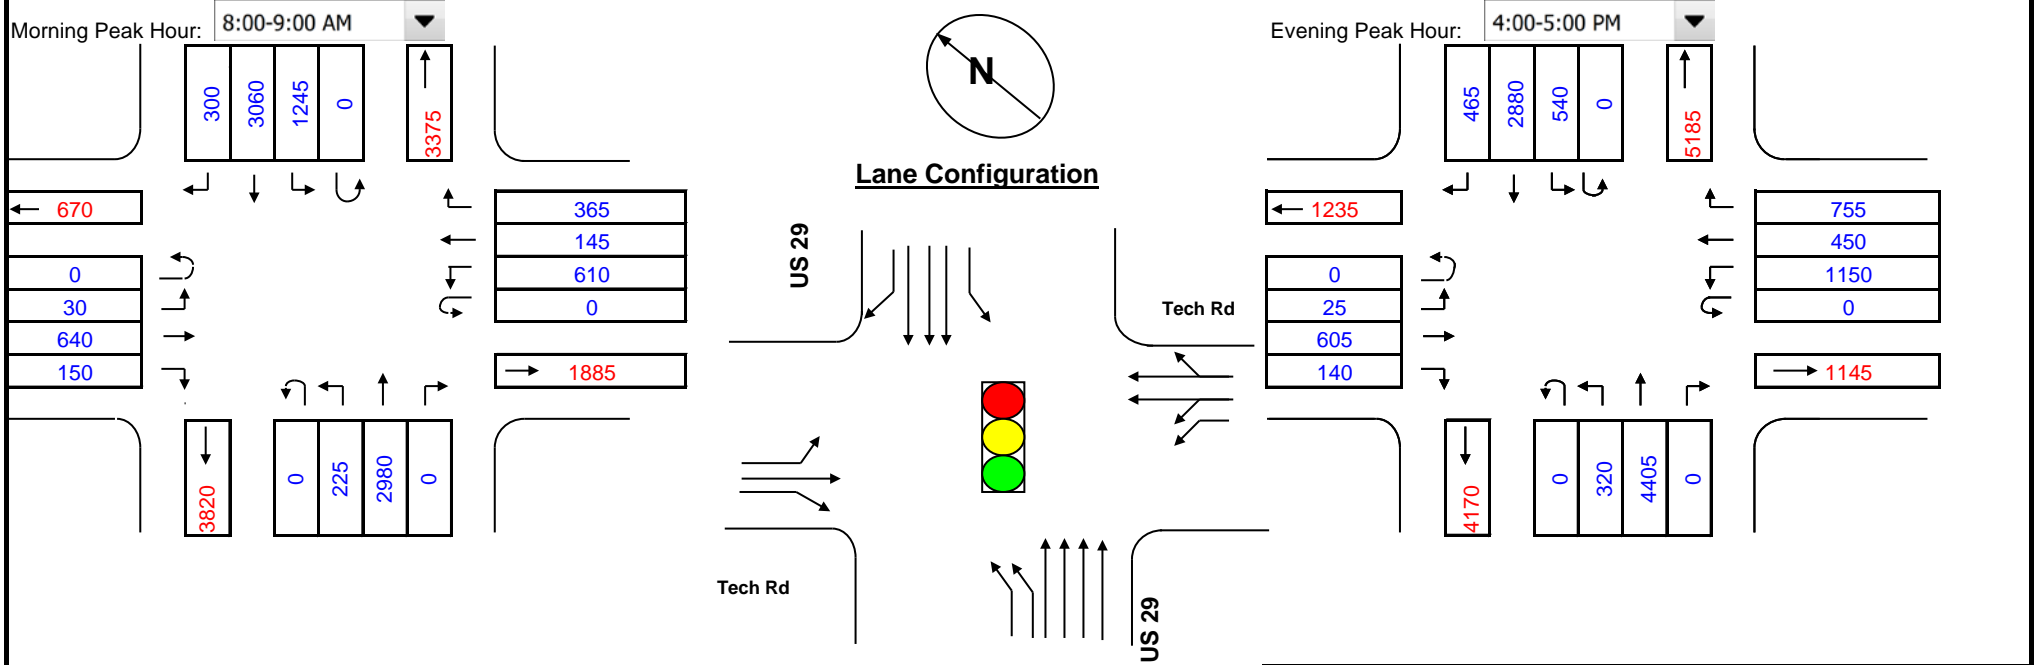 Morning Peak Hour: 8:00-9:00 AM
300 3060 1245 0 3375
670
365
145
610
0
0
30
640
150
1885
3820
0 225 2980 0
N
Lane Configuration
US 29
Tech Rd
Tech Rd
US 29
Evening Peak Hour: 4:00-5:00 PM
465 2880 540 0 5185
1235
755
450
1150
0
0
25
605
140
1145
4170
0 320 4405 0